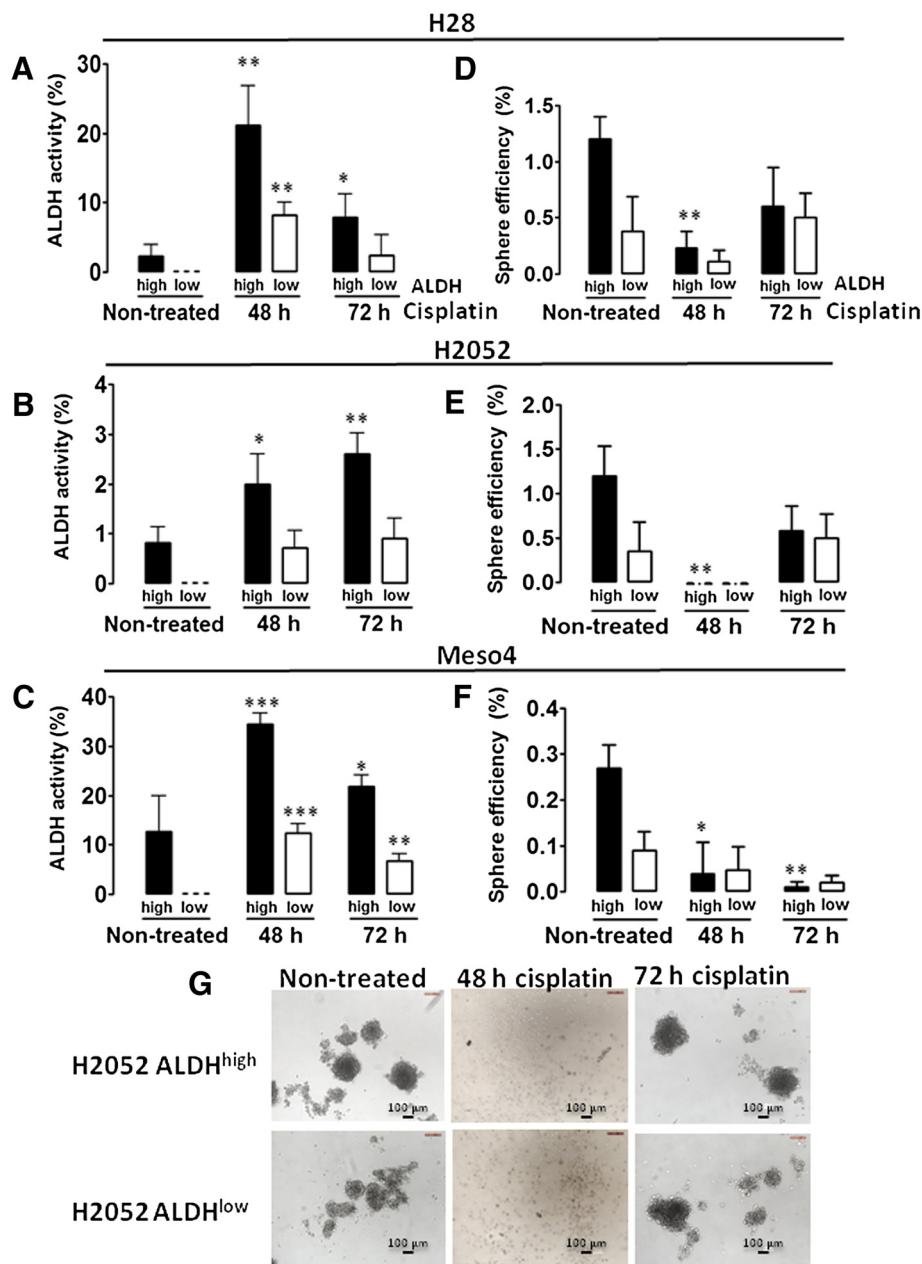 H28
A
ALDH activity (%)
30
20
10
0
**
**
*
high low high low high low ALDH
Non-treated 48 h 72 h Cisplatin
D
Sphere efficiency (%)
1.5
1.0
0.5
0.0
**
high low high low high low ALDH
Non-treated 48 h 72 h Cisplatin
H2052
B
ALDH activity (%)
4
3
2
1
0
*
**
high low high low high low
Non-treated 48 h 72 h
E
Sphere efficiency (%)
2.0
1.5
1.0
0.5
0.0
**
high low high low high low
Non-treated 48 h 72 h
Meso4
C
ALDH activity (%)
40
30
20
10
0
***
***
*
**
high low high low high low
Non-treated 48 h 72 h
F
Sphere efficiency (%)
0.4
0.3
0.2
0.1
0.0
*
**
high low high low high low
Non-treated 48 h 72 h
G
Non-treated 48 h cisplatin 72 h cisplatin
H2052 ALDHhigh
100 µm 100 µm 100 µm
H2052 ALDHlow
100 µm 100 µm 100 µm